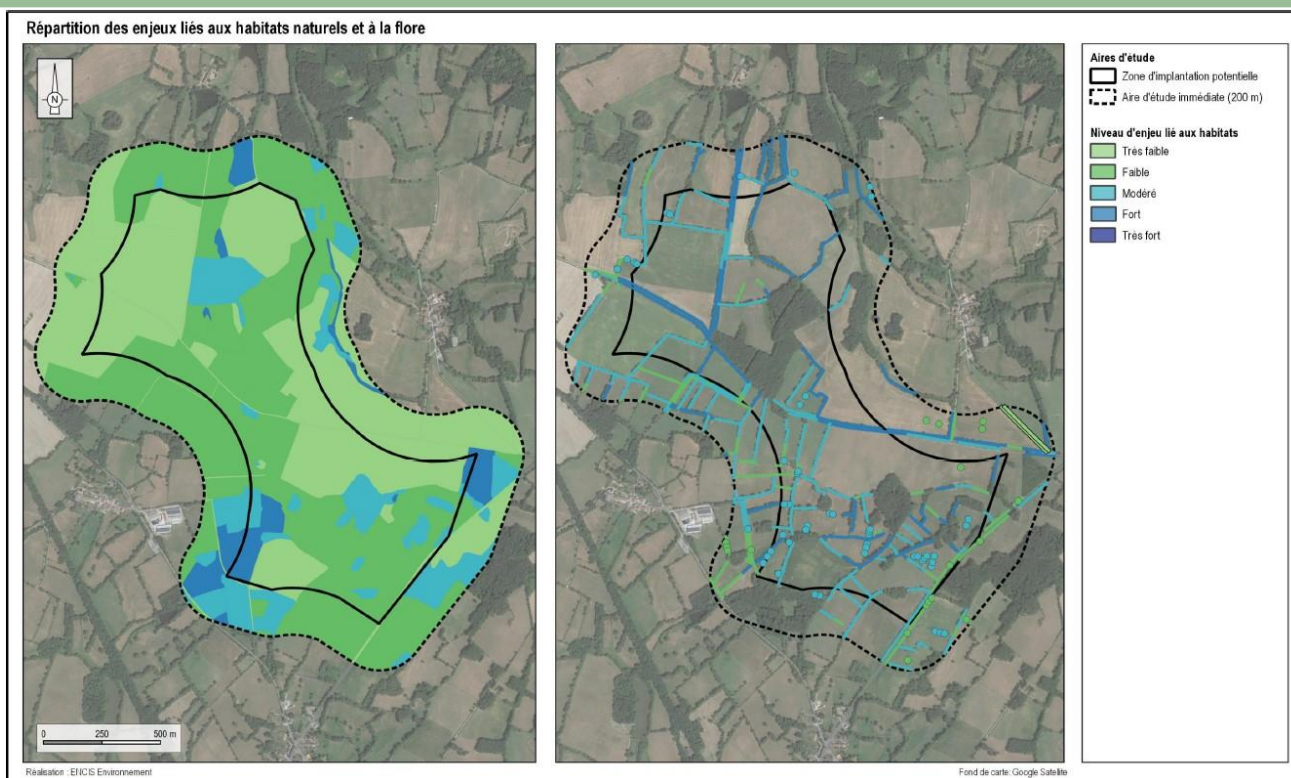 Répartition des enjeux liés aux habitats naturels et à la flore
N
0 250 500 m
Réalisation : ENCIS Environnement
Fond de carte: Google Satellite
Aires d'étude
Zone d'implantation potentielle
Aire d'étude immédiate (200 m)
Niveau d'enjeu lié aux habitats
Très faible
Faible
Modéré
Fort
Très fort